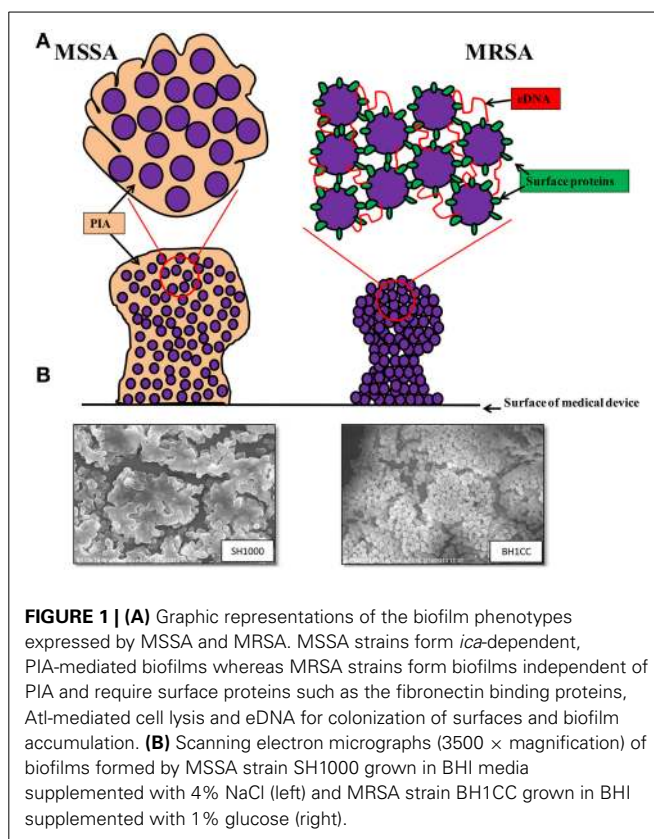 A
MSSA
MRSA
eDNA
Surface proteins
PIA
B
Surface of medical device
SH1000
BH1CC
FIGURE 1 | (A) Graphic representations of the biofilm phenotypes
expressed by MSSA and MRSA. MSSA strains form ica-dependent,
PIA-mediated biofilms whereas MRSA strains form biofilms independent of
PIA and require surface proteins such as the fibronectin binding proteins,
Atl-mediated cell lysis and eDNA for colonization of surfaces and biofilm
accumulation. (B) Scanning electron micrographs (3500 × magnification) of
biofilms formed by MSSA strain SH1000 grown in BHI media
supplemented with 4% NaCl (left) and MRSA strain BH1CC grown in BHI
supplemented with 1% glucose (right).